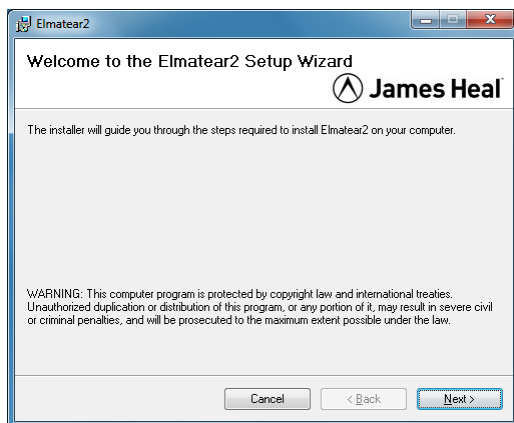 Elmatear2
Welcome to the Elmatear2 Setup Wizard
James Heal
The installer will guide you through the steps required to install Elmatear2 on your computer.
WARNING: This computer program is protected by copyright law and international treaties.
Unauthorized duplication or distribution of this program, or any portion of it, may result in severe civil
or criminal penalties, and will be prosecuted to the maximum extent possible under the law.
Cancel
< Back
Next >